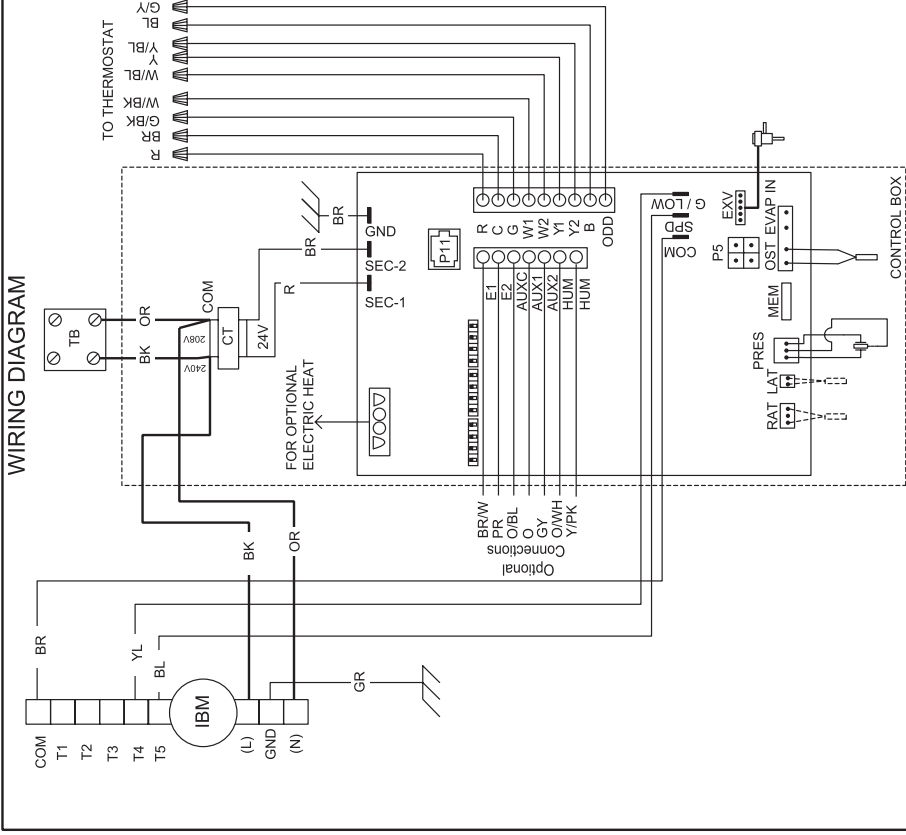 WIRING DIAGRAM
TO THERMOSTAT
G/Y
BL
Y/BL
Y
W/BL
W/BK
G/BK
BR
R
TB
OR
BK
COM
208V
240V
CT
24V
BR
R
BR
GND
SEC-2
SEC-1
P11
FOR OPTIONAL
ELECTRIC HEAT
R
C
G
W1
W2
Y1
Y2
B
ODD
E1
E2
AUXC
AUX1
AUX2
HUM
HUM
BR/W
PR
O/BL
O
GY
O/WH
Y/PK
Optional
Connections
G / LOW
SPD
COM
EXV
P5
OST
EVAP IN
MEM
PRES
LAT
RAT
CONTROL BOX
BK
OR
BR
YL
BL
GR
IBM
COM
T1
T2
T3
T4
T5
(L)
GND
(N)